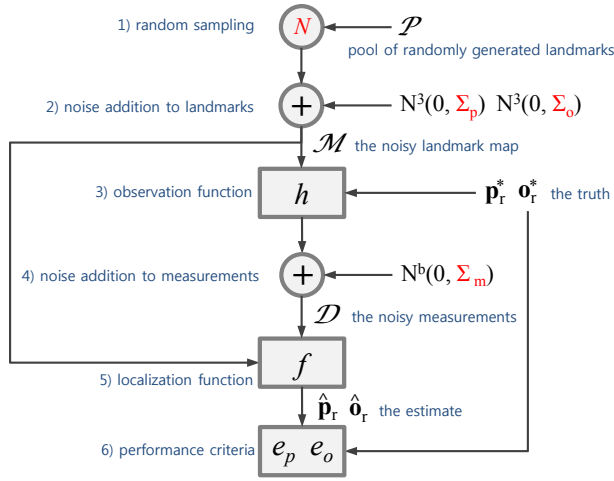 1) random sampling N 𝒫
pool of randomly generated landmarks
2) noise addition to landmarks + N³(0, Σₚ) N³(0, Σₒ)
ℳ the noisy landmark map
3) observation function h p*ᵣ o*ᵣ the truth
4) noise addition to measurements + Nᵇ(0, Σₘ)
𝒟 the noisy measurements
5) localization function f
p̂ᵣ ôᵣ the estimate
6) performance criteria eₚ eₒ